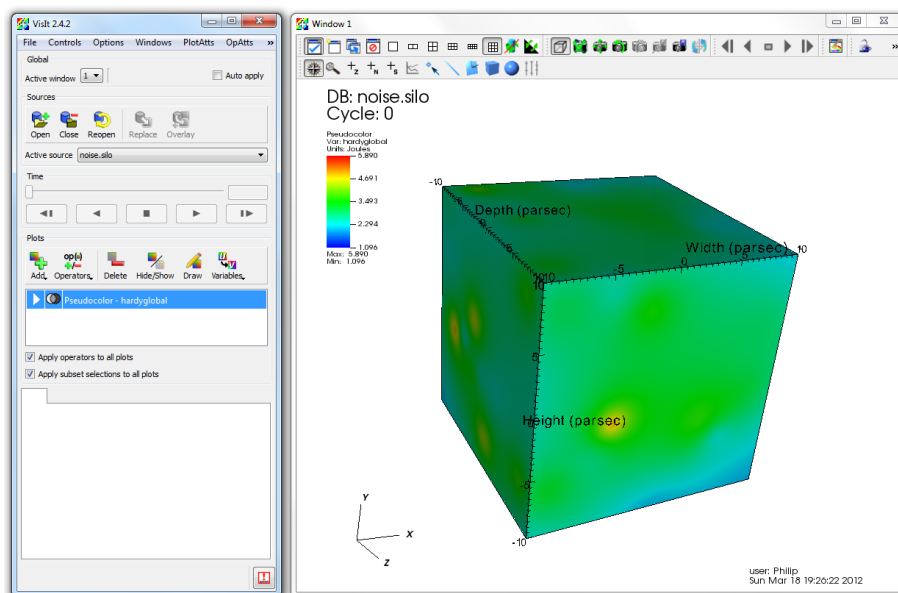 VisIt 2.4.2
File Controls Options Windows PlotAtts OpAtts »
Global
Active window 1
Auto apply
Sources
Open Close Reopen Replace Overlay
Active source noise.silo
Time
Plots
op(α)
+/−
Add Operators Delete Hide/Show Draw Variables
Pseudocolor - hardyglobal
Apply operators to all plots
Apply subset selections to all plots
Window 1
DB: noise.silo
Cycle: 0
Pseudocolor
Var: hardyglobal
Units: Joules
5.890
4.691
3.493
2.294
1.096
Max: 5.890
Min: 1.096
-10
Depth (parsec)
Width (parsec)
10
-5 0 5
10
5
Height (parsec)
-5
-10
Y
X
Z
user: Philip
Sun Mar 18 19:26:22 2012